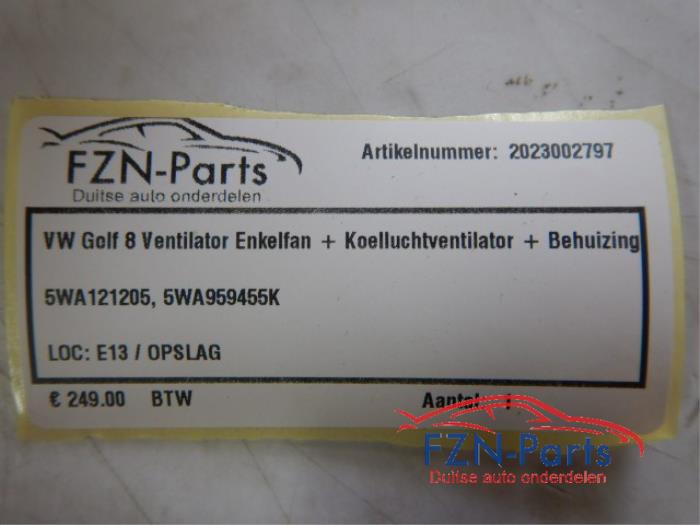 FZN-Parts
Duitse auto onderdelen
Artikelnummer: 2023002797
VW Golf 8 Ventilator Enkelfan + Koelluchtventilator + Behuizing
5WA121205, 5WA959455K
LOC: E13 / OPSLAG
€ 249.00 BTW
Aantal
FZN-Parts
Duitse auto onderdelen